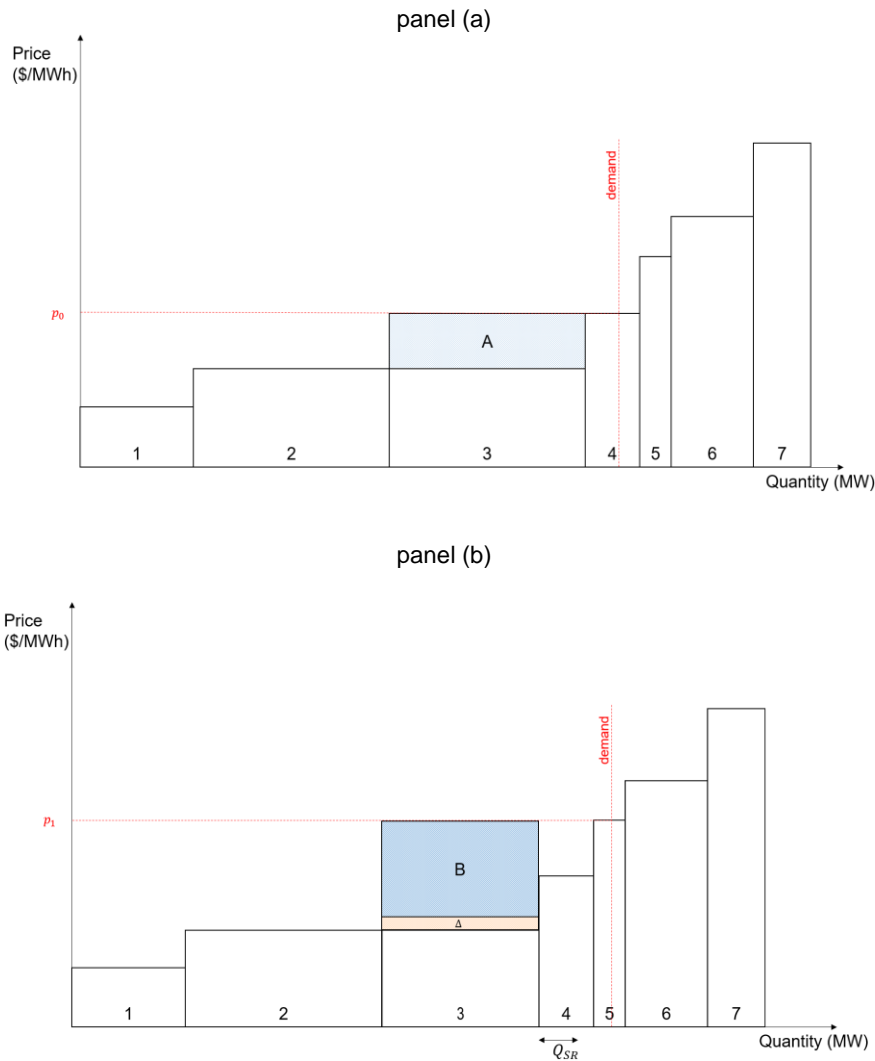 panel (a)
Price
($/MWh)
demand
p₀
A
1 2 3 4 5 6 7
Quantity (MW)
panel (b)
Price
($/MWh)
demand
p₁
B
Δ
1 2 3 4 5 6 7
Quantity (MW)
Q_SR